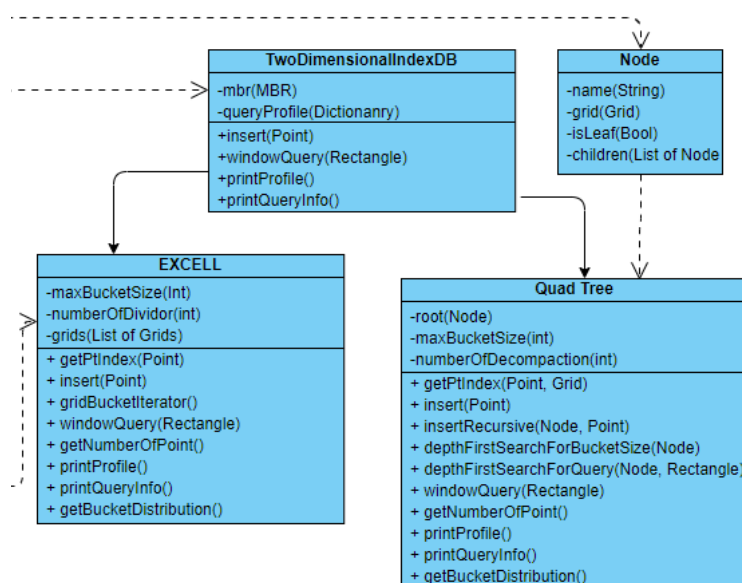 TwoDimensionalIndexDB
-mbr(MBR)
-queryProfile(Dictionanry)
+insert(Point)
+windowQuery(Rectangle)
+printProfile()
+printQueryInfo()
Node
-name(String)
-grid(Grid)
-isLeaf(Bool)
-children(List of Node
EXCELL
-maxBucketSize(Int)
-numberOfDividor(int)
-grids(List of Grids)
+ getPtIndex(Point)
+ insert(Point)
+ gridBucketIterator()
+ windowQuery(Rectangle)
+ getNumberOfPoint()
+ printProfile()
+ printQueryInfo()
+ getBucketDistribution()
Quad Tree
-root(Node)
-maxBucketSize(int)
-numberOfDecompaction(int)
+ getPtIndex(Point, Grid)
+ insert(Point)
+ insertRecursive(Node, Point)
+ depthFirstSearchForBucketSize(Node)
+ depthFirstSearchForQuery(Node, Rectangle)
+ windowQuery(Rectangle)
+ getNumberOfPoint()
+ printProfile()
+ printQueryInfo()
+ getBucketDistribution()